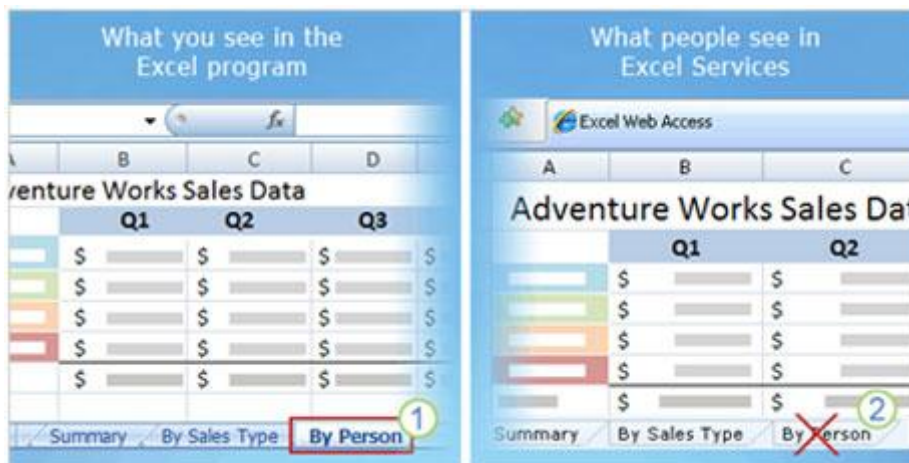 What you see in the
Excel program
fx
B C D
venture Works Sales Data
Q1 Q2 Q3
$ $ $ $
$ $ $ $
$ $ $ $
$ $ $ $
$ $ $ $
Summary By Sales Type By Person 1
What people see in
Excel Services
Excel Web Access
A B C
Adventure Works Sales Dat
Q1 Q2
$ $
$ $
$ $
$ $
$ $
Summary By Sales Type By Person 2